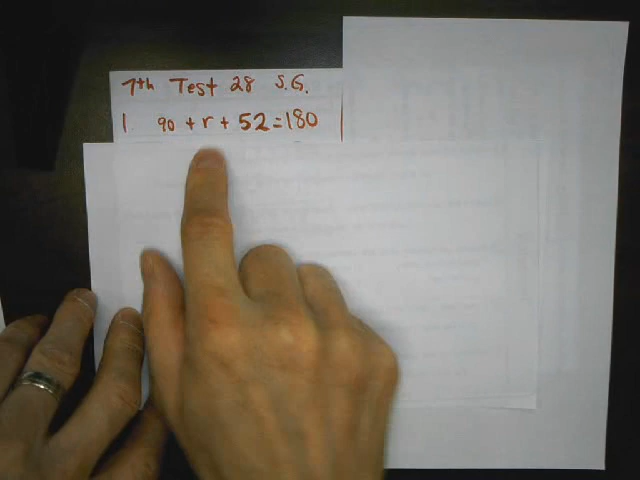 7th Test 28 S.G.
1 90 + r + 52 = 180